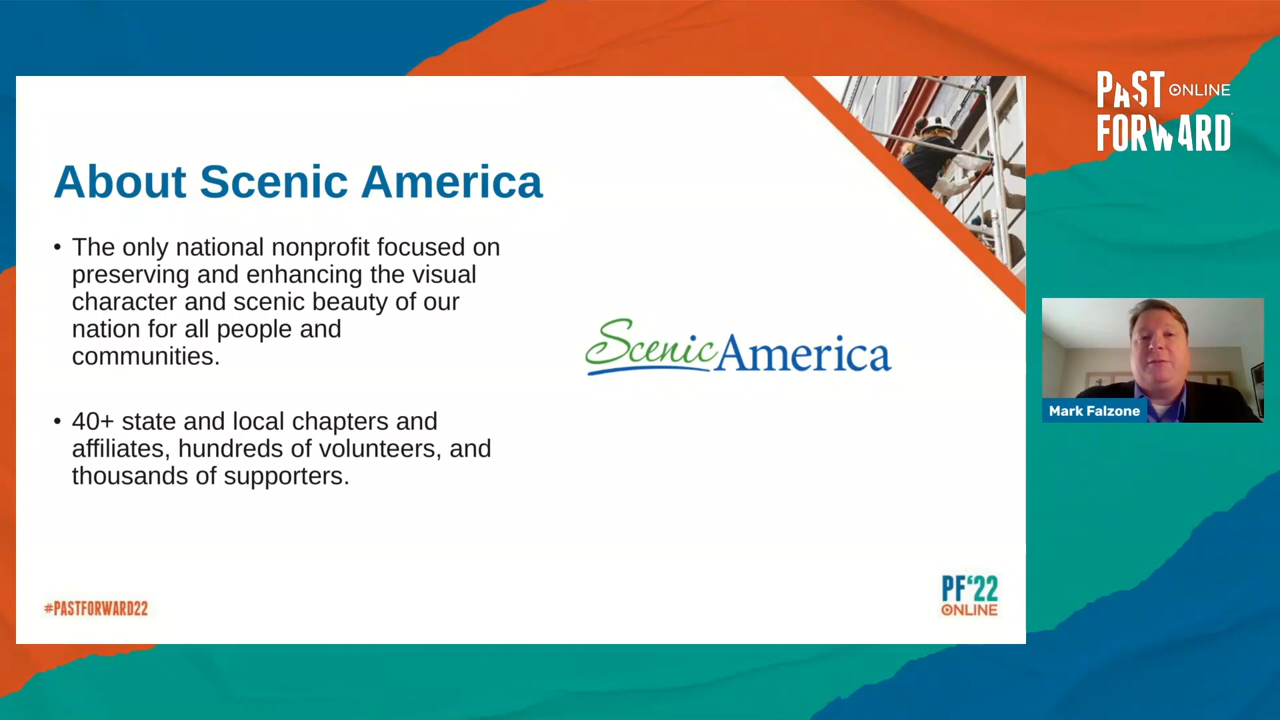 PAST ONLINE
FORWARD
About Scenic America
• The only national nonprofit focused on
preserving and enhancing the visual
character and scenic beauty of our
nation for all people and
communities.
• 40+ state and local chapters and
affiliates, hundreds of volunteers, and
thousands of supporters.
Scenic America
Mark Falzone
#PASTFORWARD22
PF'22
ONLINE